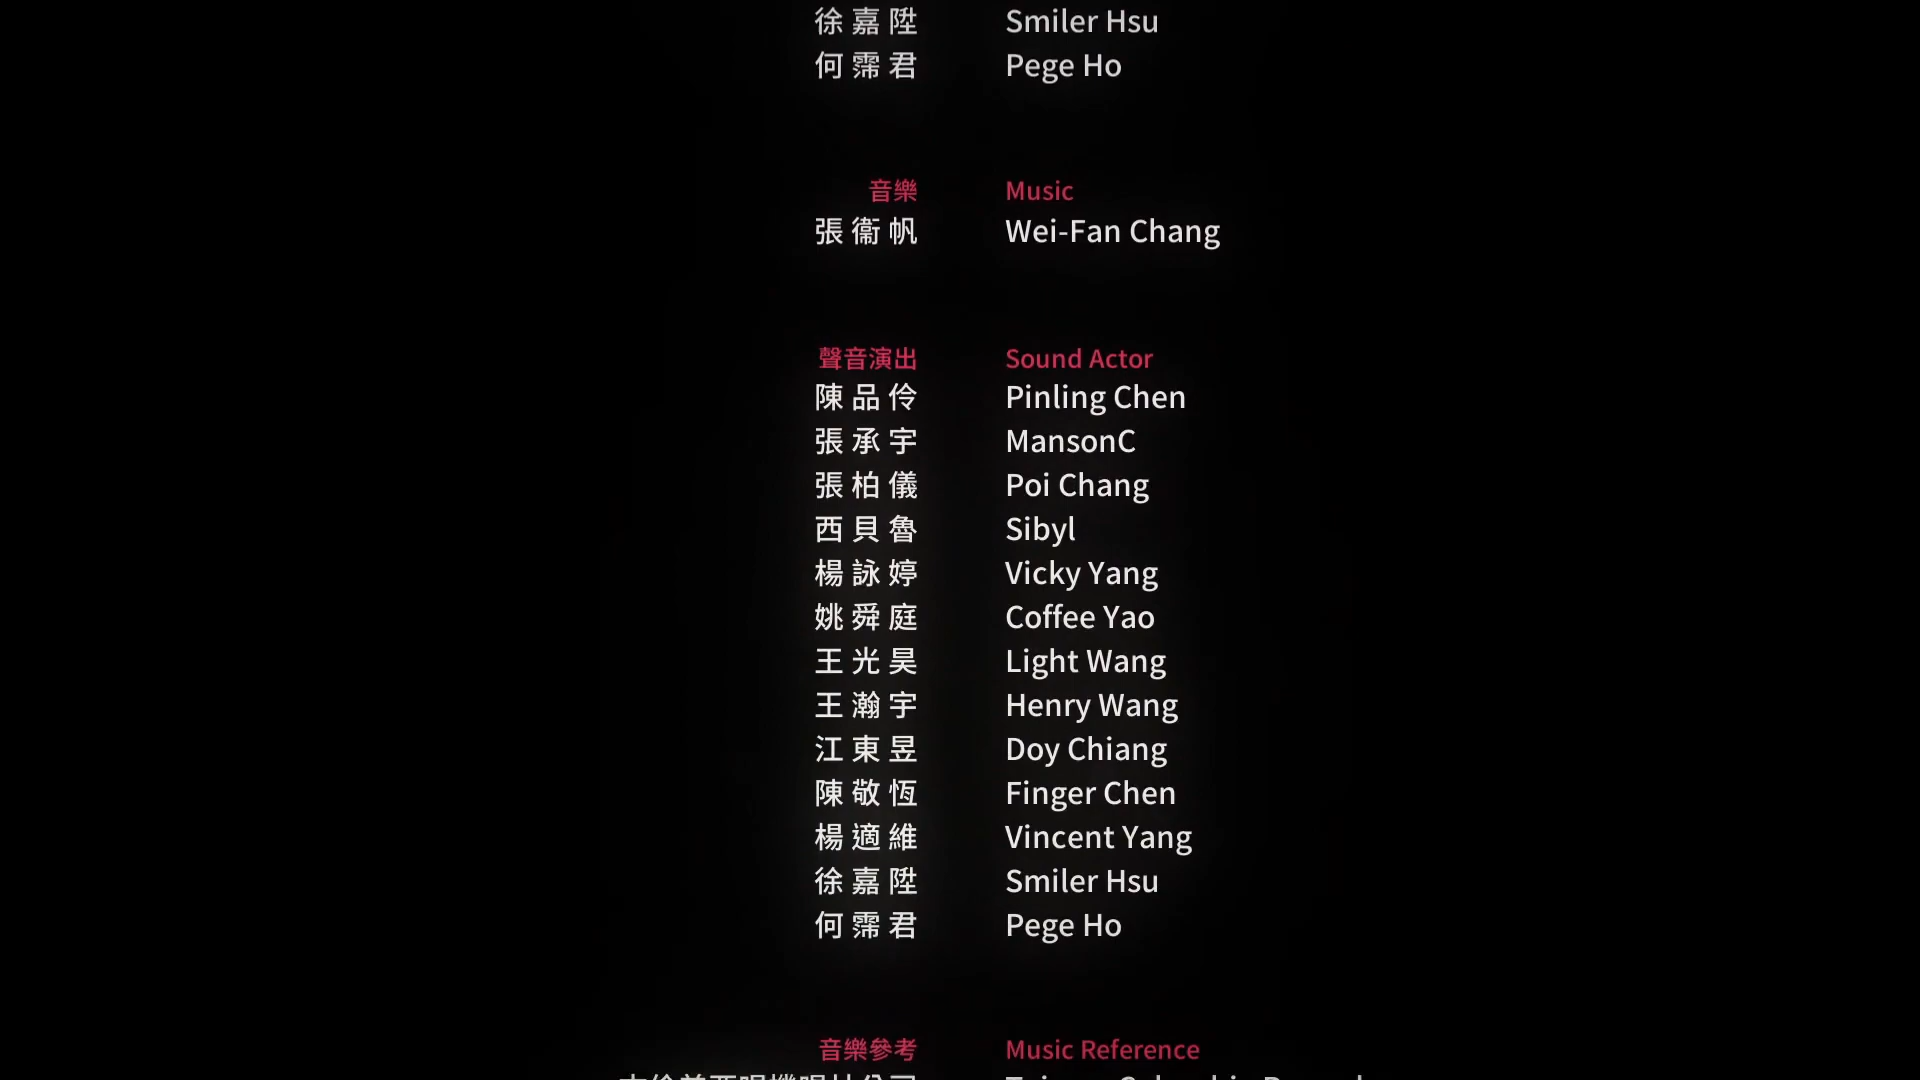 徐嘉陞 Smiler Hsu
何霈君 Pege Ho
音樂 Music
張衞帆 Wei-Fan Chang
聲音演出 Sound Actor
陳品伶 Pinling Chen
張承宇 MansonC
張柏儀 Poi Chang
西貝魯 Sibyl
楊詠婷 Vicky Yang
姚舜庭 Coffee Yao
王光昊 Light Wang
王瀚宇 Henry Wang
江東昱 Doy Chiang
陳敬恆 Finger Chen
楊適維 Vincent Yang
徐嘉陞 Smiler Hsu
何霈君 Pege Ho
音樂參考 Music Reference